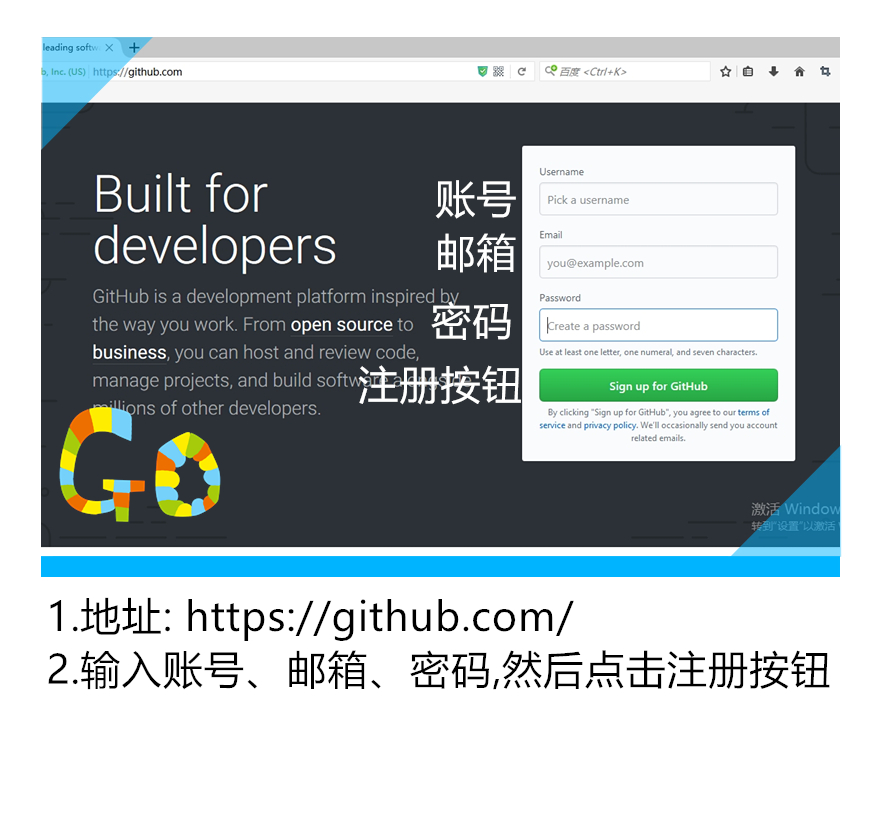 leading softw
b, Inc. (US) https://github.com
百度 <Ctrl+K>
Built for
developers
GitHub is a development platform inspired by
the way you work. From open source to
business, you can host and review code,
manage projects, and build software alongside
millions of other developers.
账号
邮箱
密码
注册按钮
Username
Pick a username
Email
you@example.com
Password
Create a password
Use at least one letter, one numeral, and seven characters.
Sign up for GitHub
By clicking "Sign up for GitHub", you agree to our terms of
service and privacy policy. We'll occasionally send you account
related emails.
GO
激活 Window
转到"设置"以激活
1.地址: https://github.com/
2.输入账号、邮箱、密码,然后点击注册按钮